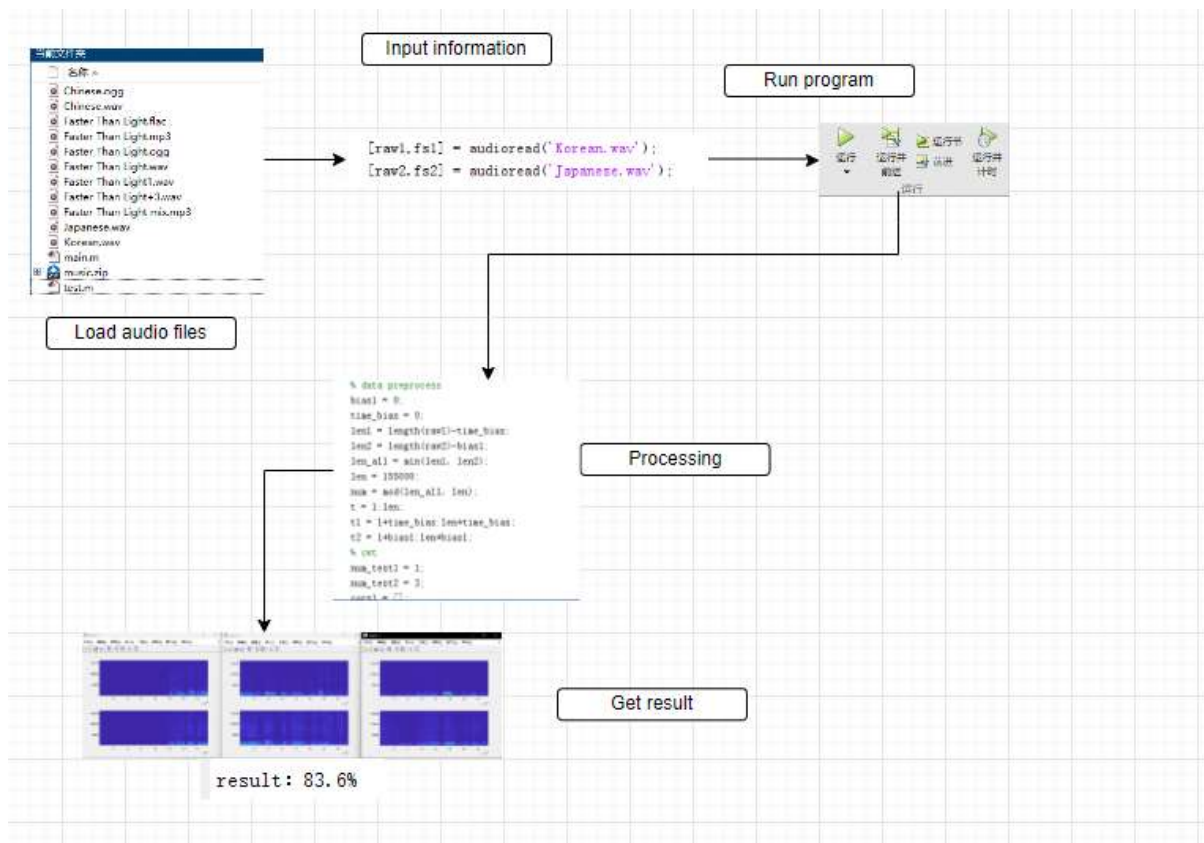 当前文件夹
名称
Chinese.ogg
Chinese.wav
Faster Than Light.flac
Faster Than Light.mp3
Faster Than Light.ogg
Faster Than Light.wav
Faster Than Light1.wav
Faster Than Light+3.wav
Faster Than Light mix.mp3
Japanese.wav
Korean.wav
main.m
music.zip
test.m
Load audio files
Input information
[raw1,fs1] = audioread('Korean.wav');
[raw2,fs2] = audioread('Japanese.wav');
Run program
运行
运行并
前进
运行节
前进
运行并
计时
运行
% data preprocess
bias1 = 0;
time_bias = 0;
len1 = length(raw1)-time_bias;
len2 = length(raw2)-bias1;
len_all = min(len1, len2);
len = 155000;
num = mod(len_all, len);
t = 1:len;
t1 = 1+time_bias:len+time_bias;
t2 = 1+bias1:len+bias1;
num_test1 = 1;
num_test2 = 3;
Processing
Get result
result: 83.6%